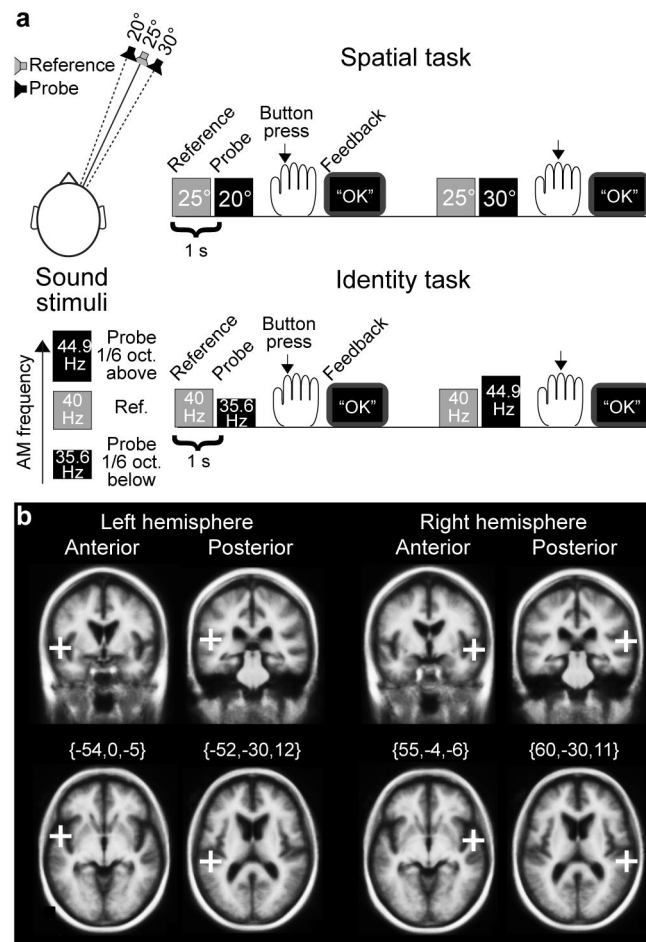 a
20°
25°
30°
Reference
Probe
Sound
stimuli
Spatial task
Reference
Probe
Button
press
Feedback
25°
20°
"OK"
25°
30°
"OK"
1 s
Identity task
AM frequency
44.9
Hz
Probe
1/6 oct.
above
40
Hz
Ref.
35.6
Hz
Probe
1/6 oct.
below
Reference
Probe
Button
press
Feedback
40
Hz
35.6
Hz
"OK"
40
Hz
44.9
Hz
"OK"
1 s
b
Left hemisphere
Right hemisphere
Anterior
Posterior
Anterior
Posterior
{-54,0,-5}
{-52,-30,12}
{55,-4,-6}
{60,-30,11}